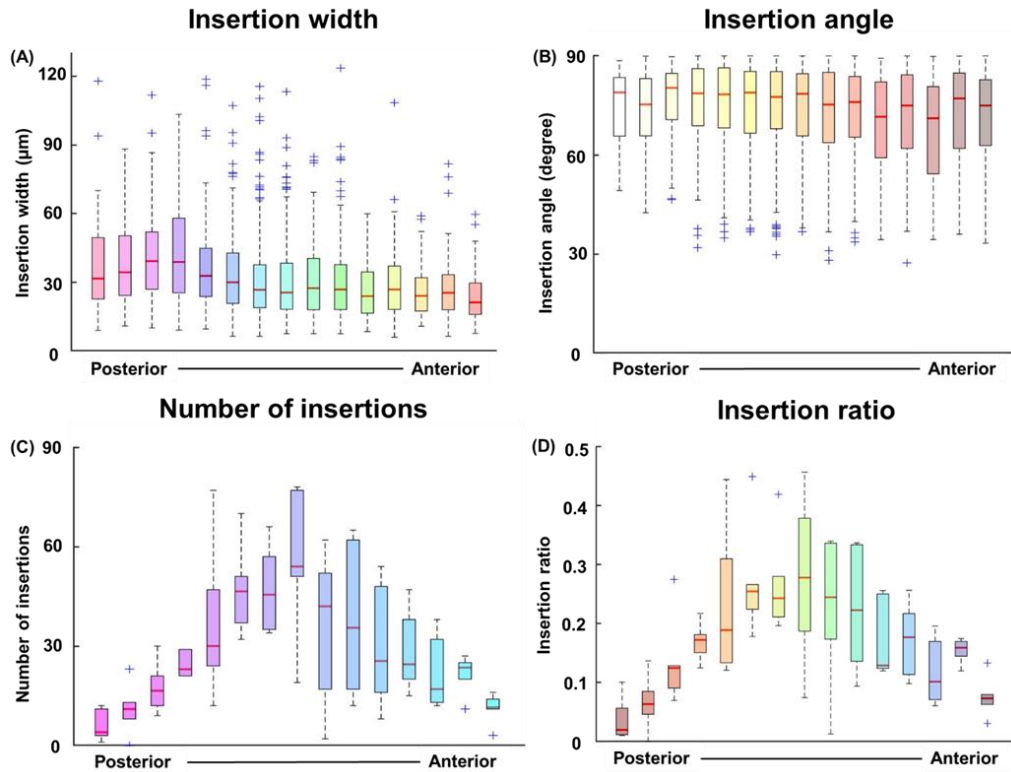 Insertion width
(A)
Insertion width (µm)
120
90
60
30
0
Posterior
Anterior
Insertion angle
(B)
Insertion angle (degree)
90
60
30
0
Posterior
Anterior
Number of insertions
(C)
Number of insertions
90
60
30
0
Posterior
Anterior
Insertion ratio
(D)
Insertion ratio
0.5
0.4
0.3
0.2
0.1
0
Posterior
Anterior